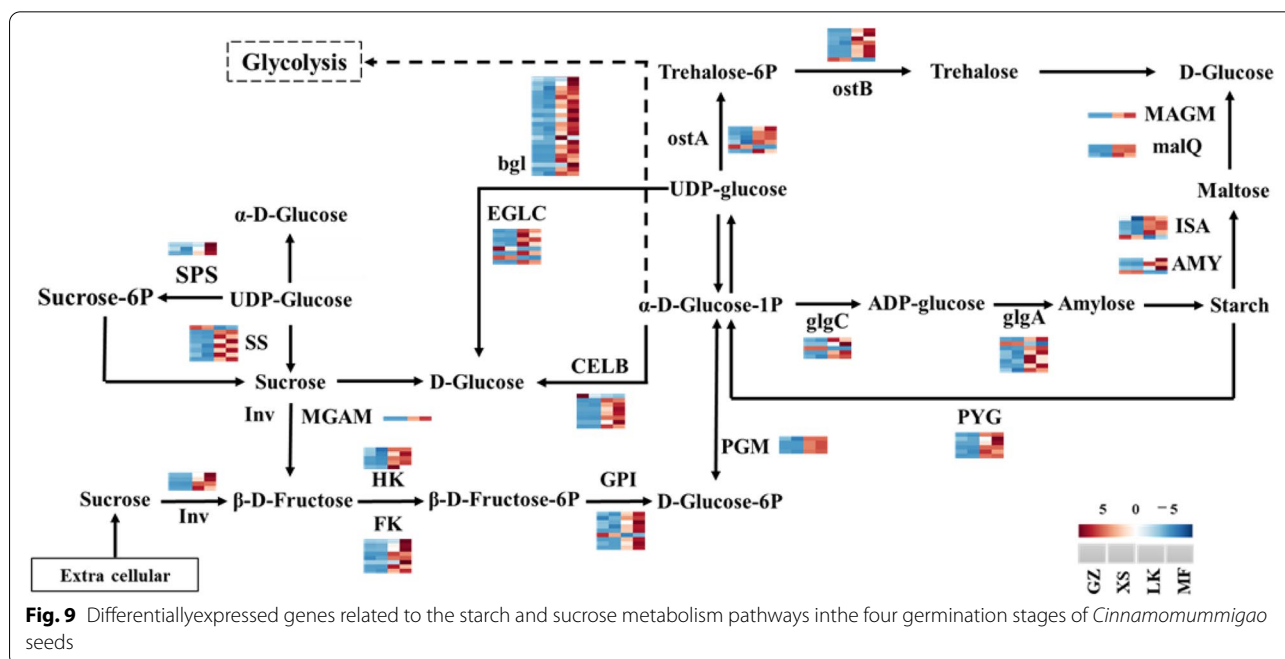 Glycolysis
Trehalose-6P
ostB
Trehalose
D-Glucose
MAGM
malQ
ostA
bgl
UDP-glucose
Maltose
EGLC
α-D-Glucose
ISA
AMY
SPS
Sucrose-6P
UDP-Glucose
α-D-Glucose-1P
glgC
ADP-glucose
glgA
Amylose
Starch
SS
Sucrose
D-Glucose
CELB
Inv
MGAM
PYG
PGM
HK
GPI
Sucrose
Inv
β-D-Fructose
β-D-Fructose-6P
D-Glucose-6P
FK
5 0 −5
Extra cellular
GZ
XS
LK
MF
Fig. 9 Differentiallyexpressed genes related to the starch and sucrose metabolism pathways inthe four germination stages of Cinnamomummigao
seeds